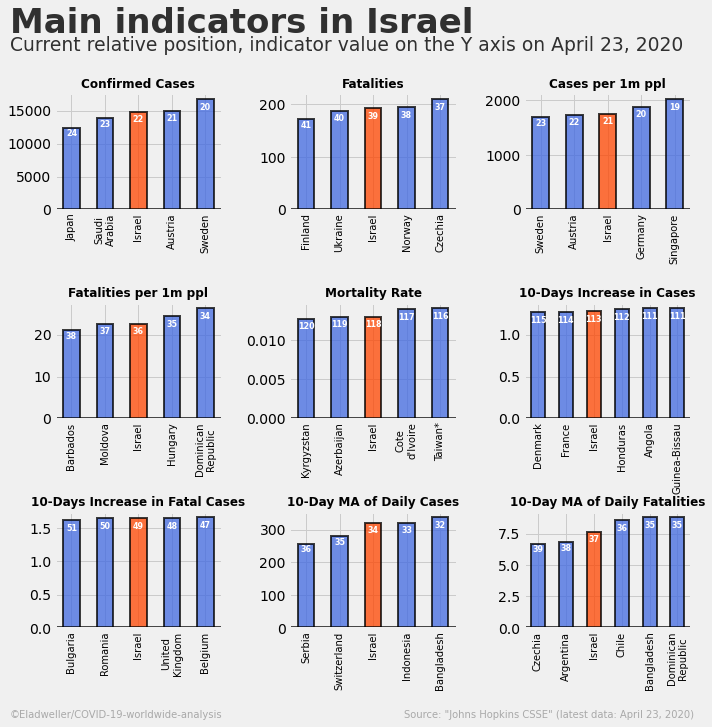 Main indicators in Israel
Current relative position, indicator value on the Y axis on April 23, 2020
Confirmed Cases
15000
10000
5000
0
24
23
22
21
20
Japan
Saudi
Arabia
Israel
Austria
Sweden
Fatalities
200
100
0
41
40
39
38
37
Finland
Ukraine
Israel
Norway
Czechia
Cases per 1m ppl
2000
1000
0
23
22
21
20
19
Sweden
Austria
Israel
Germany
Singapore
Fatalities per 1m ppl
20
10
0
38
37
36
35
34
Barbados
Moldova
Israel
Hungary
Dominican
Republic
Mortality Rate
0.010
0.005
0.000
120
119
118
117
116
Kyrgyzstan
Azerbaijan
Israel
Cote
d'Ivoire
Taiwan*
10-Days Increase in Cases
1.0
0.5
0.0
115
114
113
112
111
111
Denmark
France
Israel
Honduras
Angola
Guinea-Bissau
10-Days Increase in Fatal Cases
1.5
1.0
0.5
0.0
51
50
49
48
47
Bulgaria
Romania
Israel
United
Kingdom
Belgium
10-Day MA of Daily Cases
300
200
100
0
36
35
34
33
32
Serbia
Switzerland
Israel
Indonesia
Bangladesh
10-Day MA of Daily Fatalities
7.5
5.0
2.5
0.0
39
38
37
36
35
35
Czechia
Argentina
Israel
Chile
Bangladesh
Dominican
Republic
©Eladweller/COVID-19-worldwide-analysis
Source: "Johns Hopkins CSSE" (latest data: April 23, 2020)